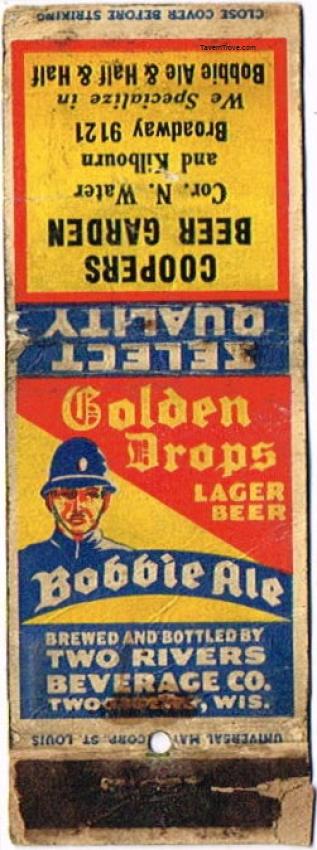 CLOSE COVER BEFORE STRIKING
TavernTrove.com
COOPERS
BEER GARDEN
Cor. N. Water
and Kilbourn
Broadway 9121
We Specialize in
Bobbie Ale & Half & Half
SELECT
QUALITY
Golden
Drops
LAGER
BEER
Bobbie Ale
BREWED AND BOTTLED BY
TWO RIVERS
BEVERAGE CO.
TWO WIS.
UNIVERSAL CORP. ST. LOUIS